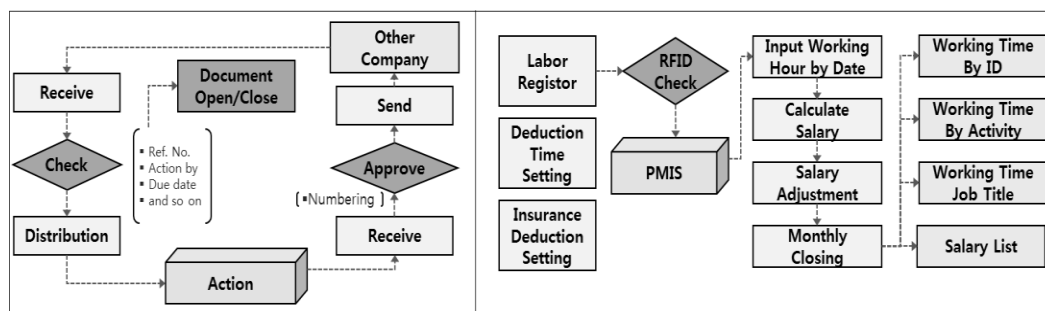 Other
Company
Receive
Document
Open/Close
Send
Check
▪ Ref. No.
▪ Action by
▪ Due date
▪ and so on
Approve
[ ▪Numbering ]
Distribution
Receive
Action
Labor
Registor
RFID
Check
Input Working
Hour by Date
Working Time
By ID
Deduction
Time
Setting
PMIS
Calculate
Salary
Working Time
By Activity
Salary
Adjustment
Working Time
Job Title
Insurance
Deduction
Setting
Monthly
Closing
Salary List